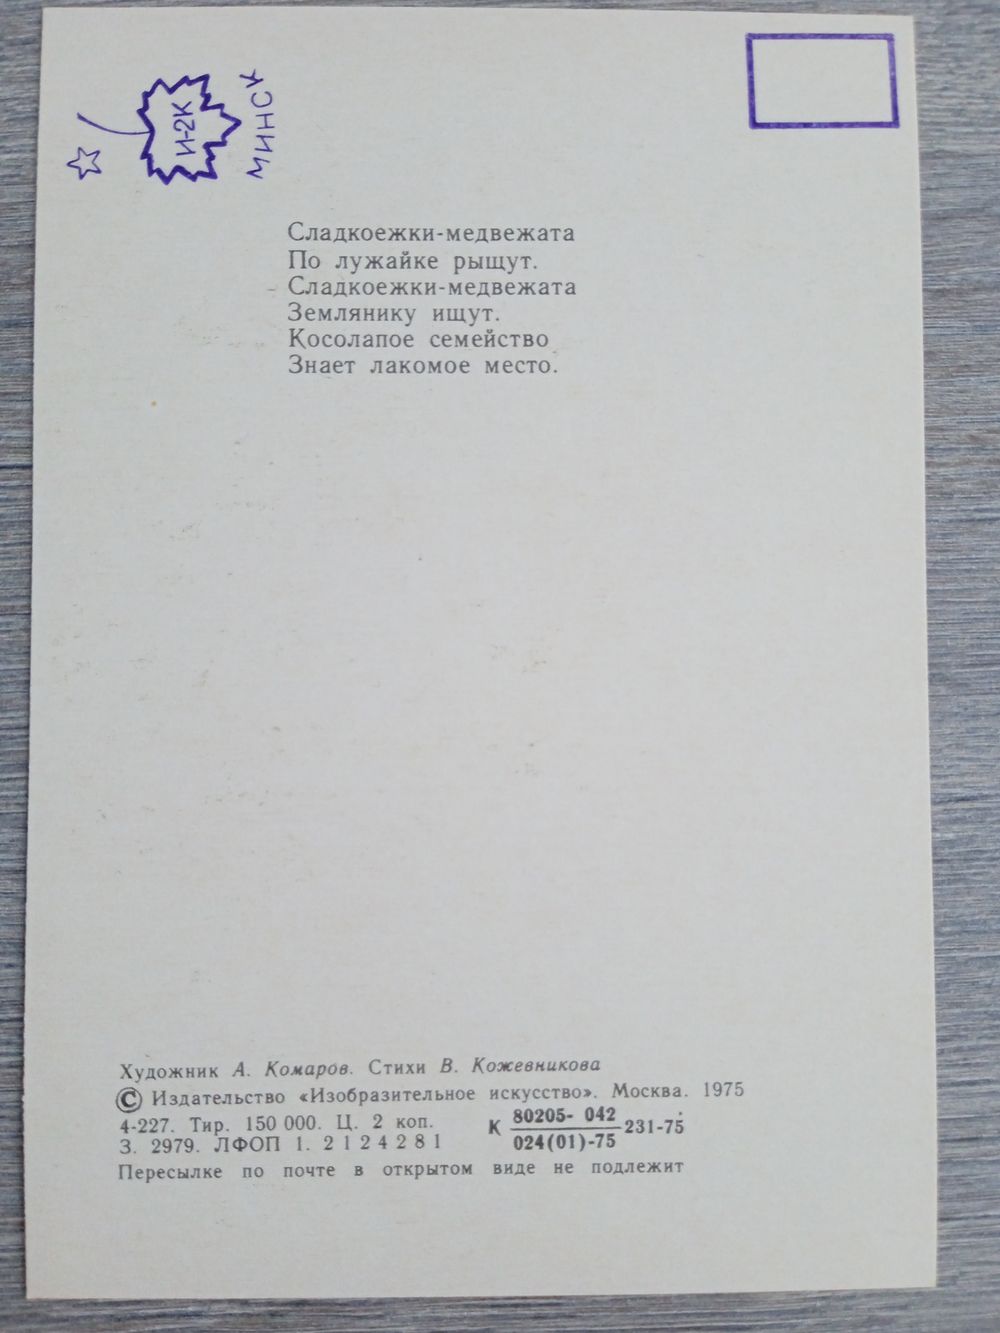 И-2К
МИНСК
Сладкоежки-медвежата
По лужайке рыщут.
Сладкоежки-медвежата
Землянику ищут.
Косолапое семейство
Знает лакомое место.
Художник А. Комаров. Стихи В. Кожевникова
© Издательство «Изобразительное искусство». Москва. 1975
4-227. Тир. 150 000. Ц. 2 коп.
З. 2979. ЛФОП 1. 2124281
К 80205- 042
024(01)-75
231-75
Пересылке по почте в открытом виде не подлежит